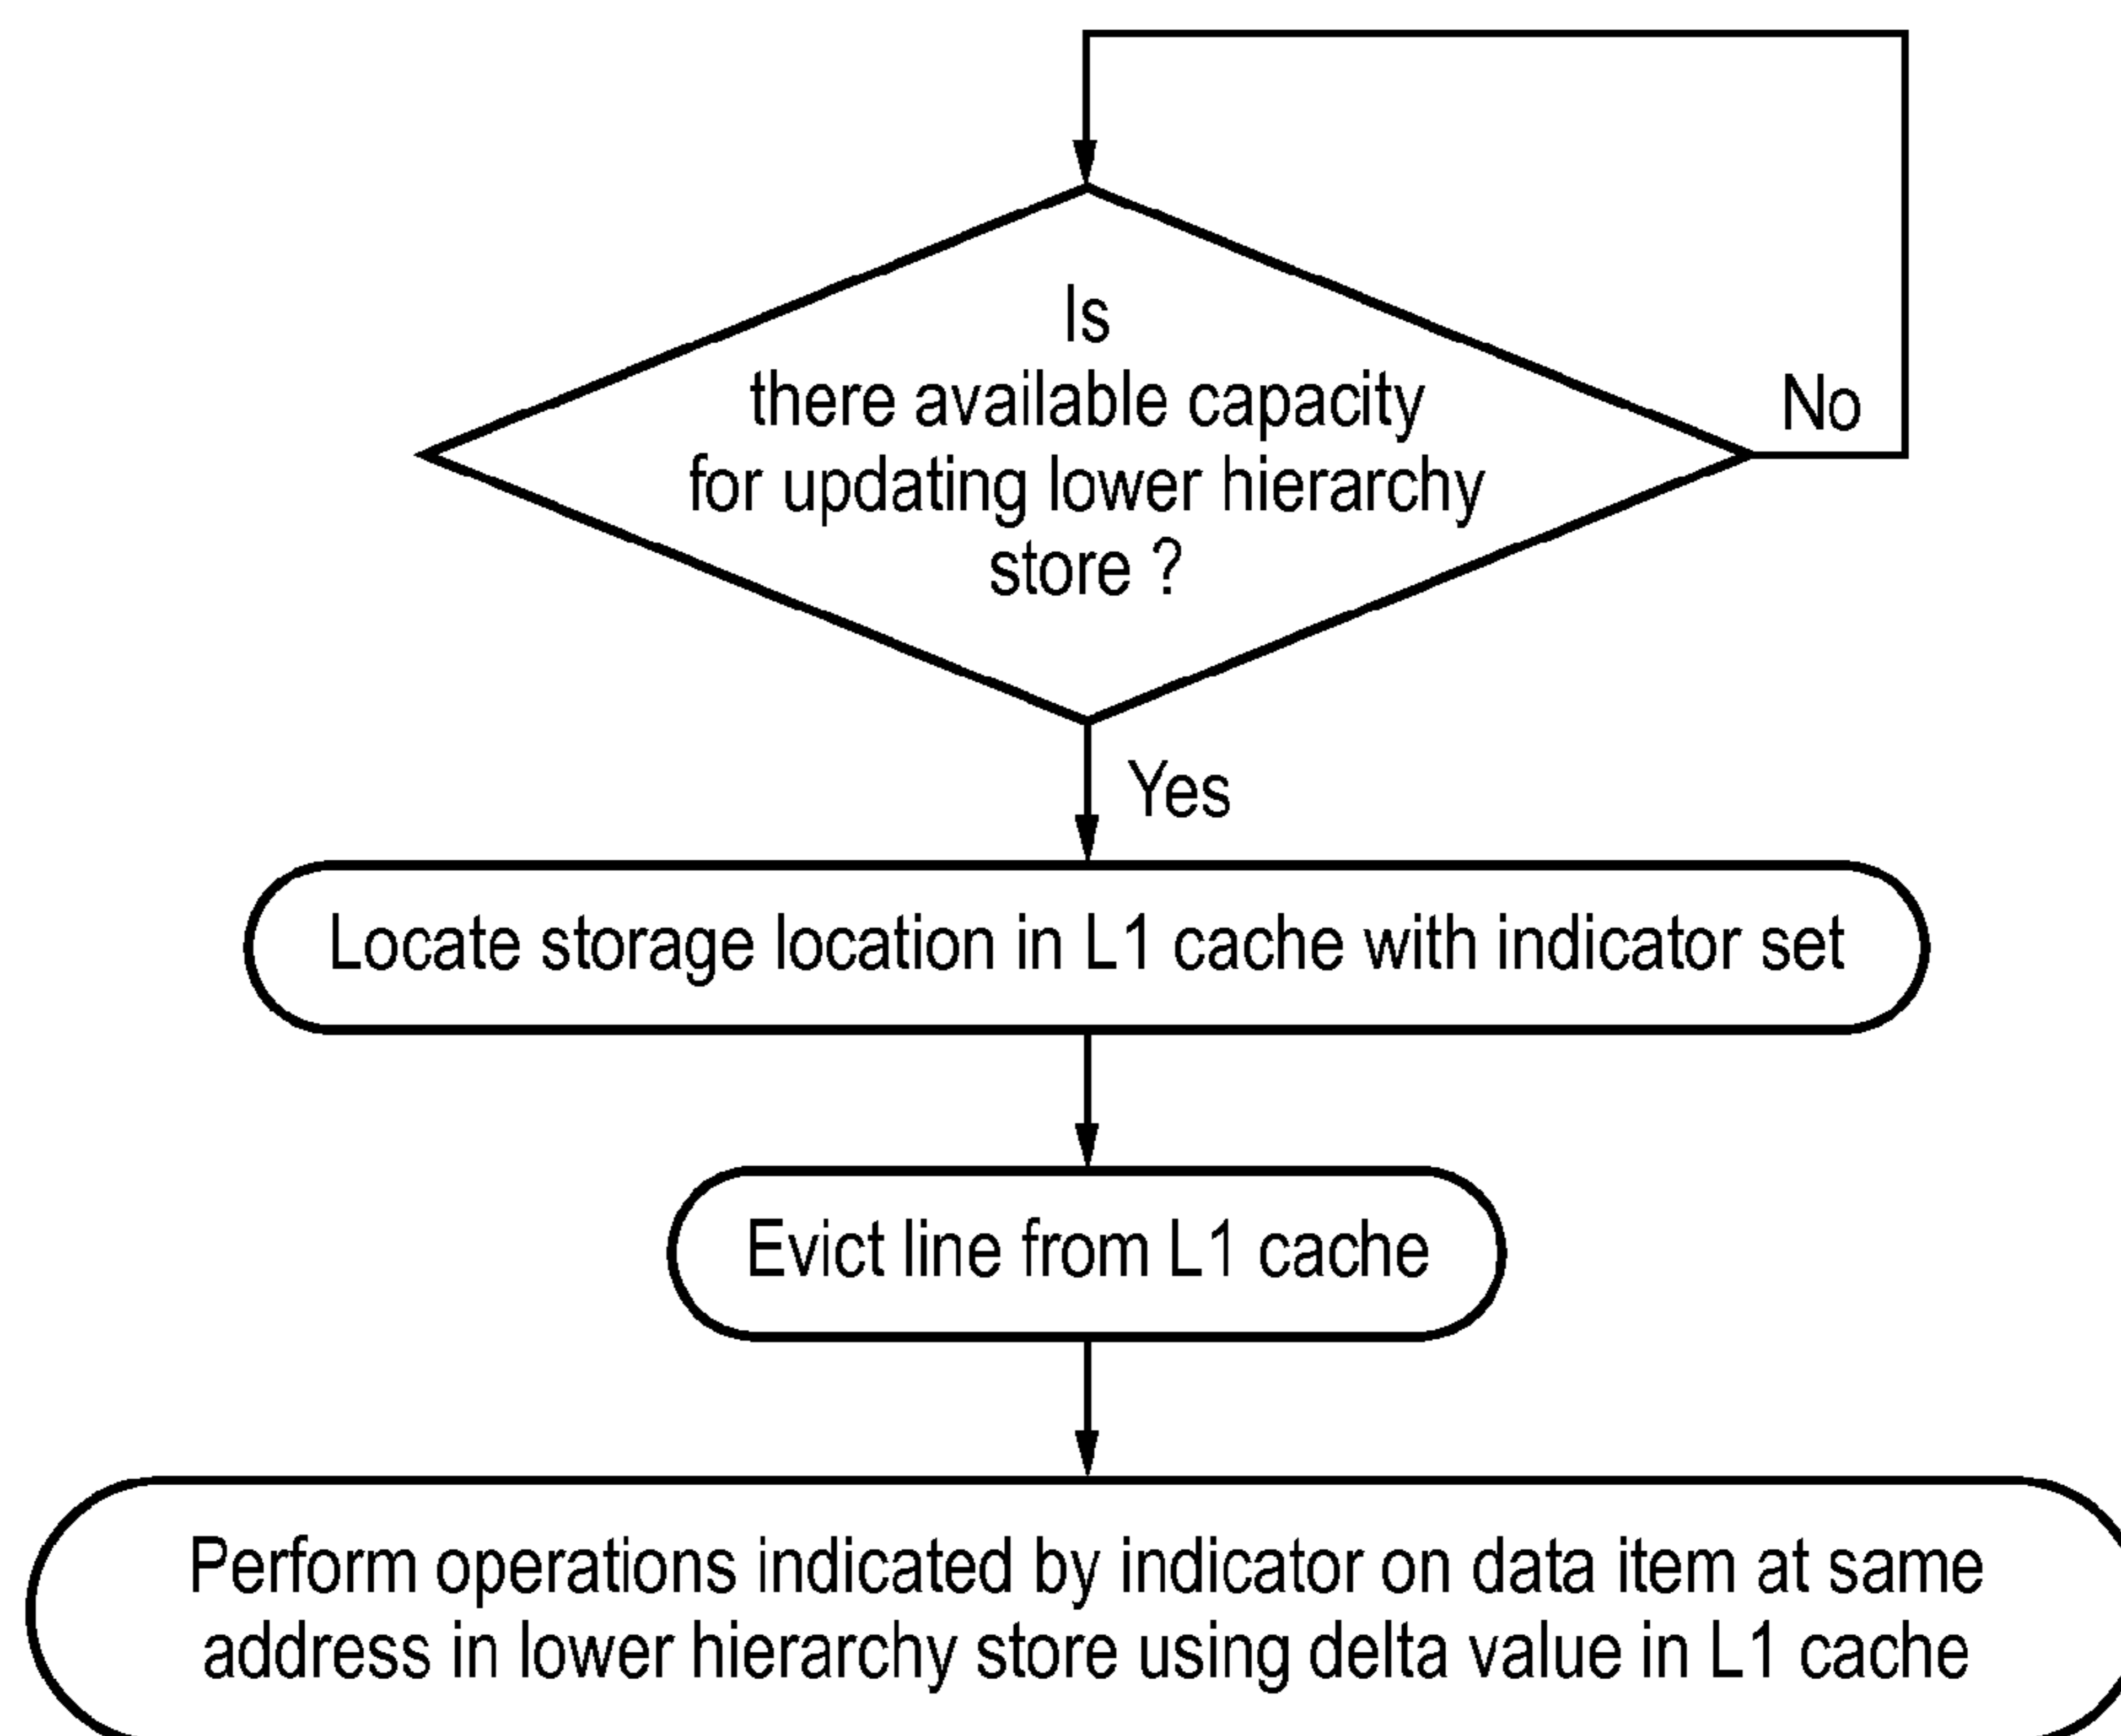 Is
there available capacity
for updating lower hierarchy
store ?
No
Yes
Locate storage location in L1 cache with indicator set
Evict line from L1 cache
Perform operations indicated by indicator on data item at same
address in lower hierarchy store using delta value in L1 cache